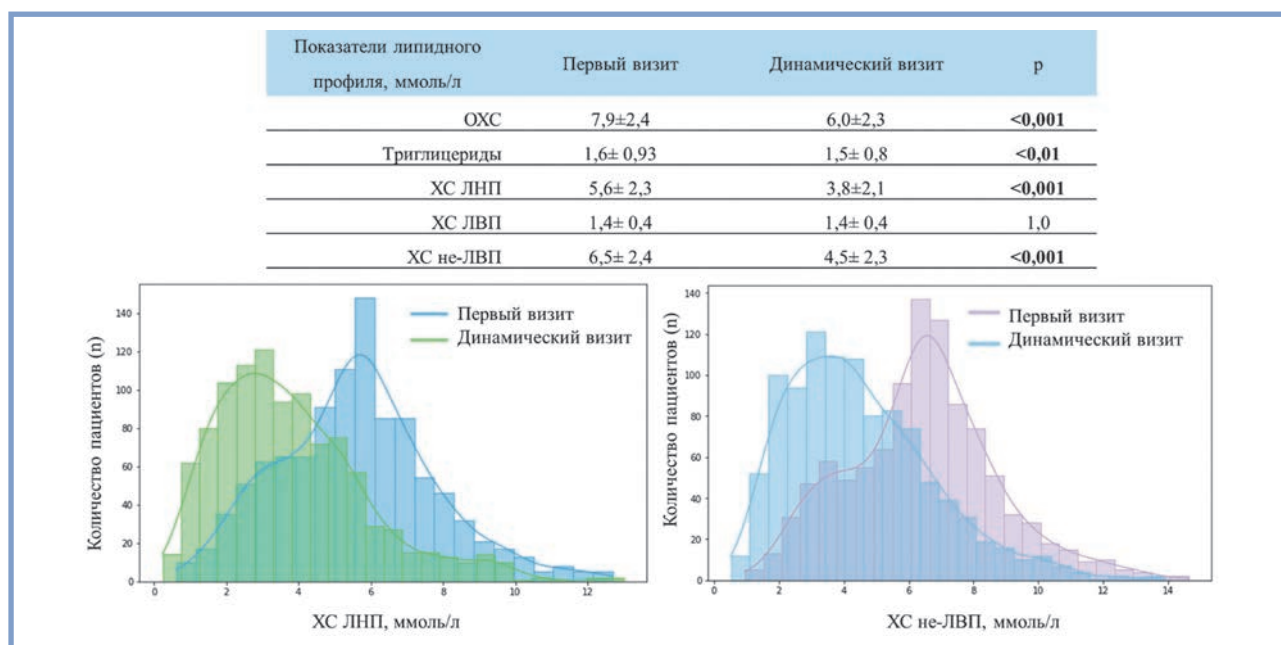 Показатели липидного
профиля, ммоль/л
Первый визит
Динамический визит
p
ОХС 7,9±2,4 6,0±2,3 <0,001
Триглицериды 1,6± 0,93 1,5± 0,8 <0,01
ХС ЛНП 5,6± 2,3 3,8±2,1 <0,001
ХС ЛВП 1,4± 0,4 1,4± 0,4 1,0
ХС не-ЛВП 6,5± 2,4 4,5± 2,3 <0,001
Количество пациентов (n)
140
120
100
80
60
40
20
0
Первый визит
Динамический визит
0 2 4 6 8 10 12
ХС ЛНП, ммоль/л
Количество пациентов (n)
140
120
100
80
60
40
20
0
Первый визит
Динамический визит
0 2 4 6 8 10 12 14
ХС не-ЛВП, ммоль/л